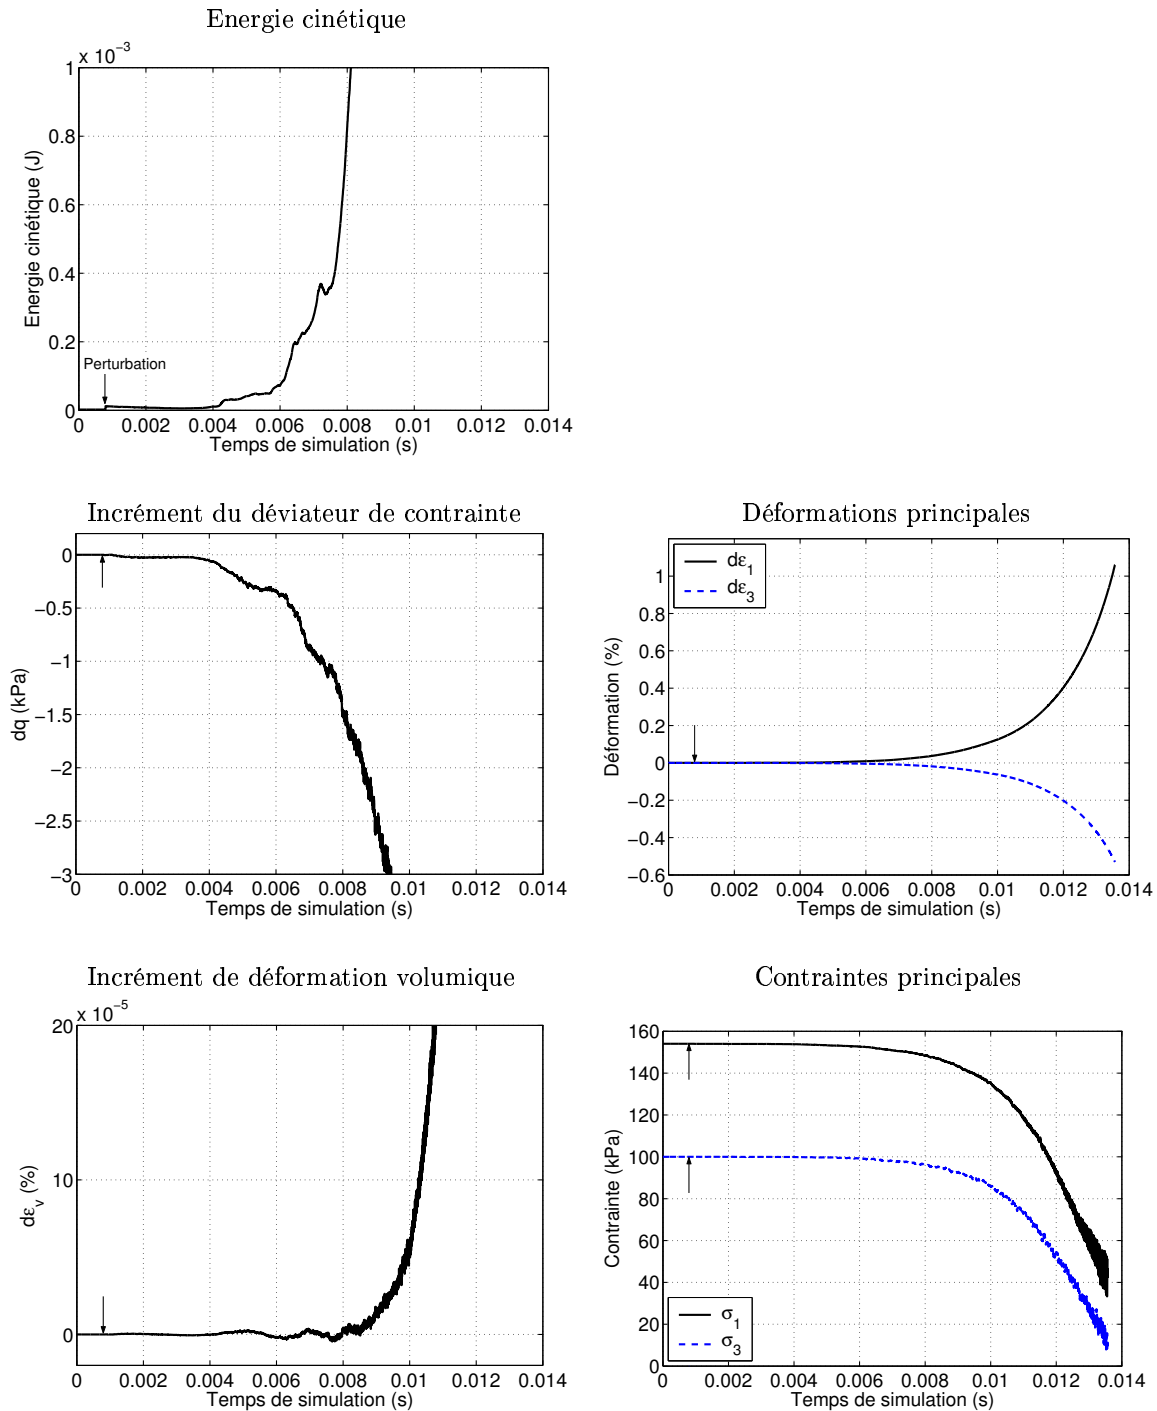 Energie cinétique
x 10−3
1
0.8
0.6
0.4
0.2
0
Energie cinétique (J)
Perturbation
0 0.002 0.004 0.006 0.008 0.01 0.012 0.014
Temps de simulation (s)
Incrément du déviateur de contrainte
0
−0.5
−1
−1.5
−2
−2.5
−3
dq (kPa)
0 0.002 0.004 0.006 0.008 0.01 0.012 0.014
Temps de simulation (s)
Déformations principales
dε1
dε3
1
0.8
0.6
0.4
0.2
0
−0.2
−0.4
−0.6
Déformation (%)
0 0.002 0.004 0.006 0.008 0.01 0.012 0.014
Temps de simulation (s)
Incrément de déformation volumique
x 10−5
20
10
0
dεv (%)
0 0.002 0.004 0.006 0.008 0.01 0.012 0.014
Temps de simulation (s)
Contraintes principales
160
140
120
100
80
60
40
20
0
Contrainte (kPa)
σ1
σ3
0 0.002 0.004 0.006 0.008 0.01 0.012 0.014
Temps de simulation (s)